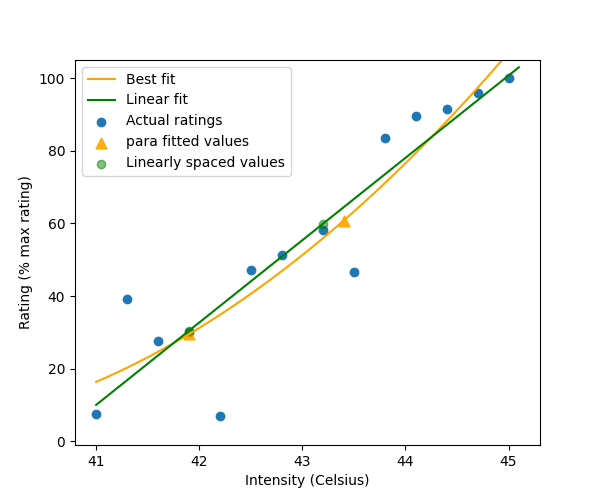 Best fit
Linear fit
Actual ratings
para fitted values
Linearly spaced values
100
80
60
40
20
0
Rating (% max rating)
41 42 43 44 45
Intensity (Celsius)